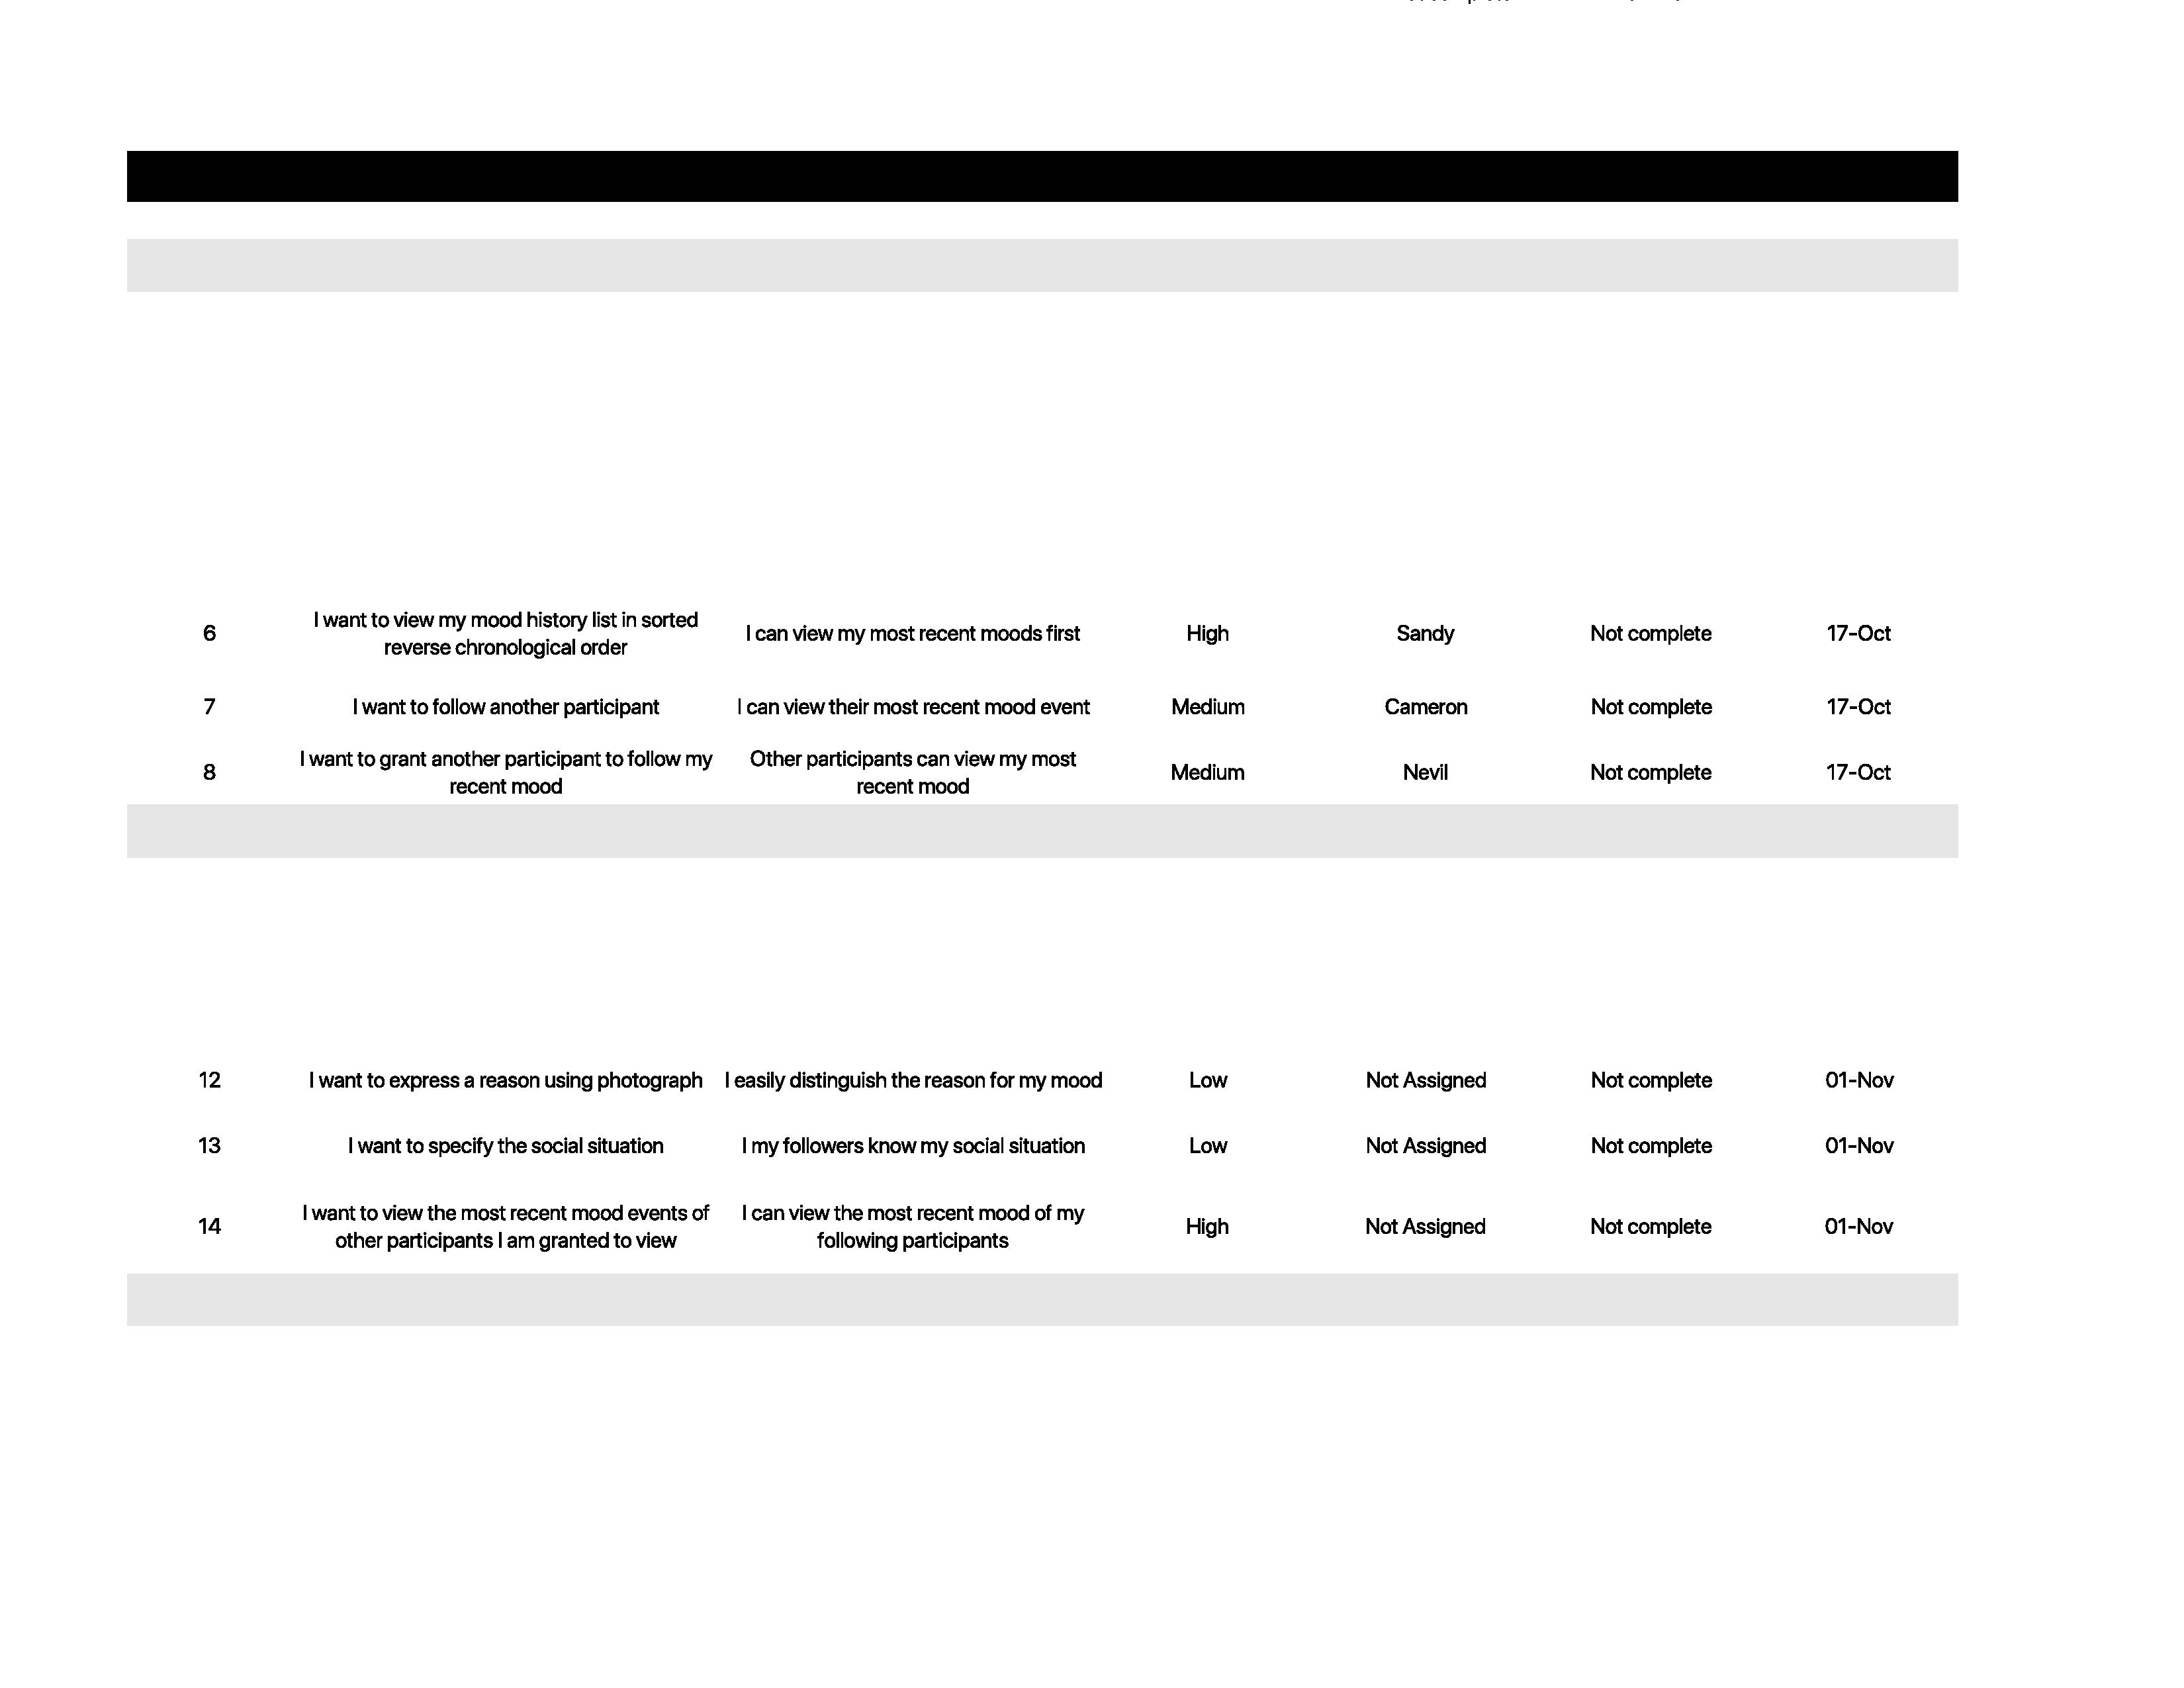 6 I want to view my mood history list in sorted reverse chronological order I can view my most recent moods first High Sandy Not complete 17-Oct
7 I want to follow another participant I can view their most recent mood event Medium Cameron Not complete 17-Oct
8 I want to grant another participant to follow my recent mood Other participants can view my most recent mood Medium Nevil Not complete 17-Oct
12 I want to express a reason using photograph I easily distinguish the reason for my mood Low Not Assigned Not complete 01-Nov
13 I want to specify the social situation I my followers know my social situation Low Not Assigned Not complete 01-Nov
14 I want to view the most recent mood events of other participants I am granted to view I can view the most recent mood of my following participants High Not Assigned Not complete 01-Nov